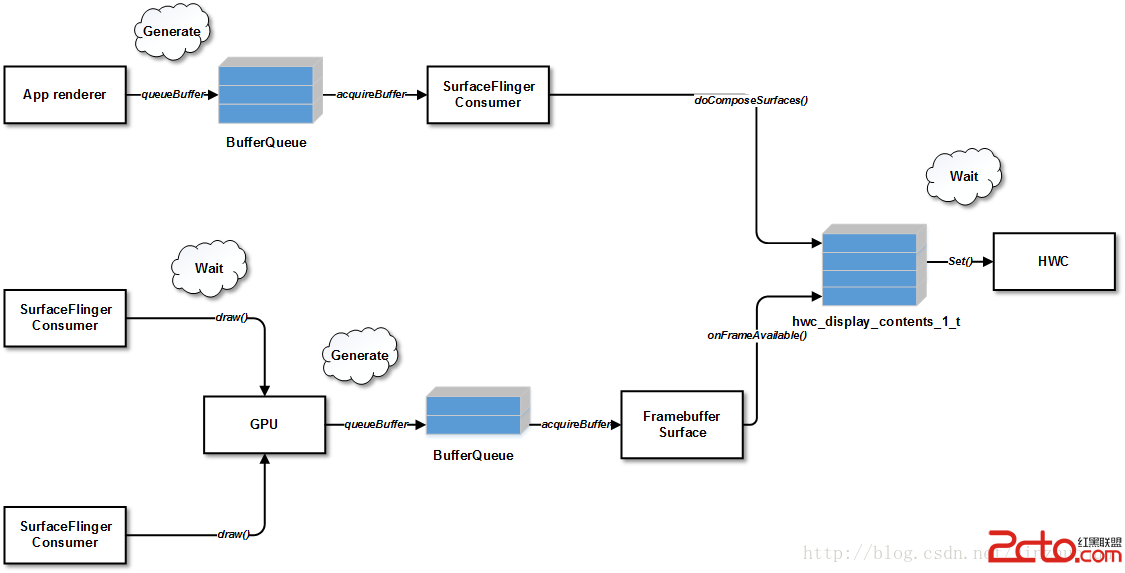 Generate
App renderer
queueBuffer
acquireBuffer
SurfaceFlinger
Consumer
doComposeSurfaces()
BufferQueue
Wait
Wait
SurfaceFlinger
Consumer
draw()
Set()
HWC
hwc_display_contents_1_t
onFrameAvailable()
Generate
GPU
queueBuffer
acquireBuffer
Framebuffer
Surface
BufferQueue
SurfaceFlinger
Consumer
draw()
http://blog.csdn.net/
2cto.com
红黑联盟